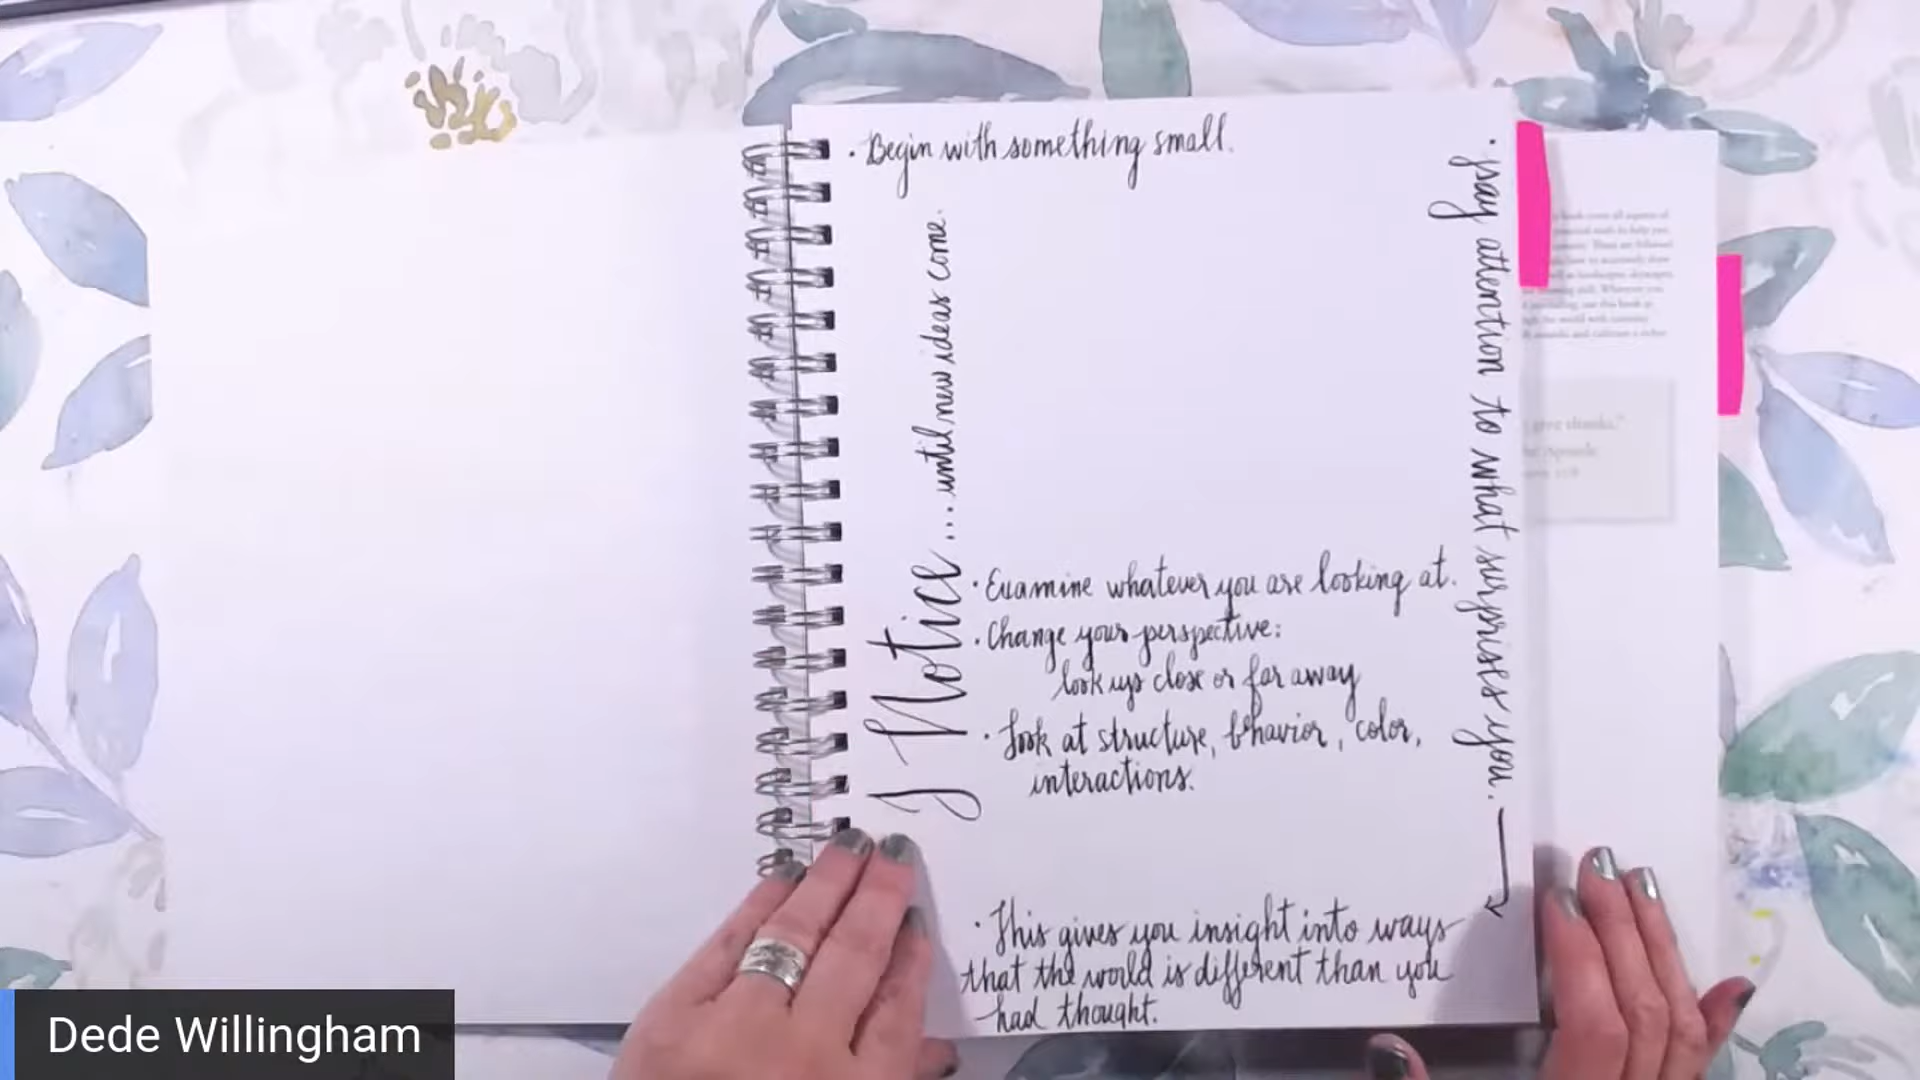 · Begin with something small.
I Notice ... until new ideas come.
· Examine whatever you are looking at.
· Change your perspective:
look up close or far away
· Look at structure, behavior, color,
interactions.
· Pay attention to what surprises you.
· This gives you insight into ways
that the world is different than you
had thought.
give thanks,"
Dede Willingham